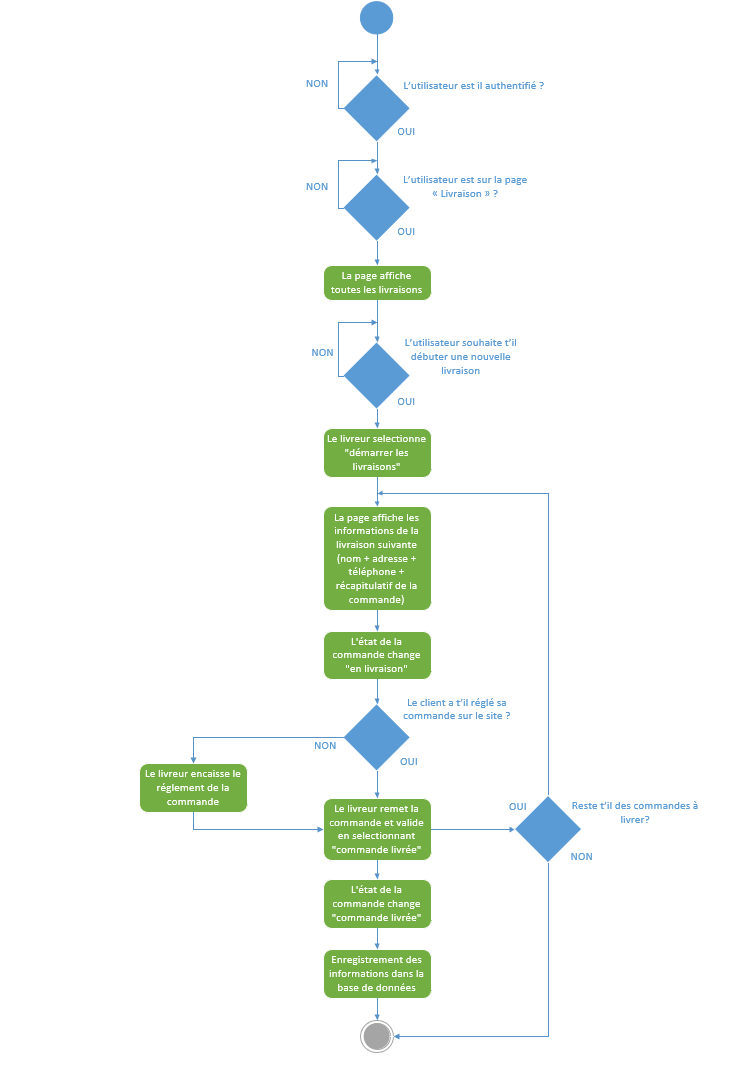 L'utilisateur est il authentifié ?
NON
OUI
L'utilisateur est sur la page
« Livraison » ?
NON
OUI
La page affiche
toutes les livraisons
L'utilisateur souhaite t'il
débuter une nouvelle
livraison
NON
OUI
Le livreur selectionne
"démarrer les
livraisons"
La page affiche les
informations de la
livraison suivante
(nom + adresse +
téléphone +
récapitulatif de la
commande)
L'état de la
commande change
"en livraison"
Le client a t'il réglé sa
commande sur le site ?
NON
OUI
Le livreur encaisse le
réglement de la
commande
Le livreur remet la
commande et valide
en selectionnant
"commande livrée"
OUI
Reste t'il des commandes à
livrer?
NON
L'état de la
commande change
"commande livrée"
Enregistrement des
informations dans la
base de données